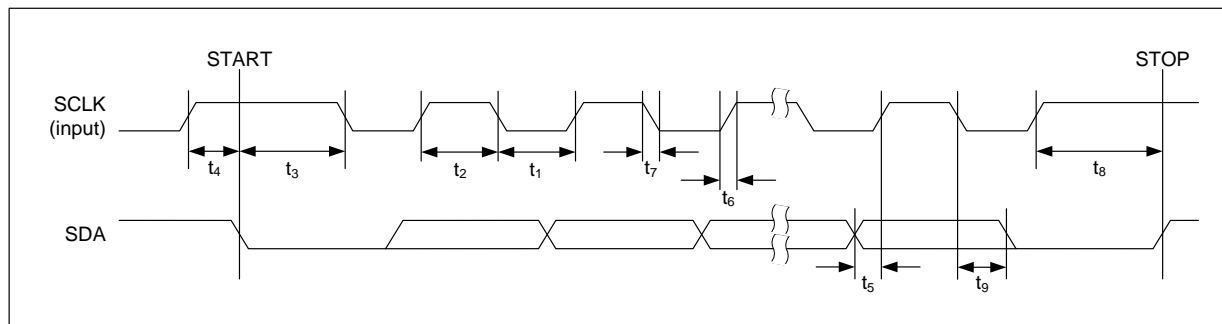 START
STOP
SCLK
(input)
t4
t3
t2
t1
t7
t6
t8
SDA
t5
t9